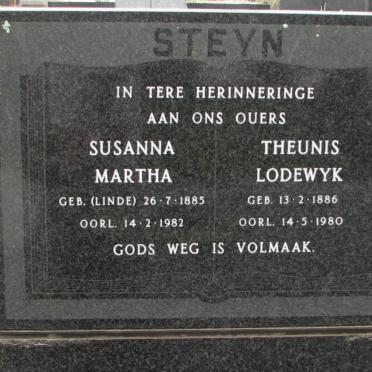 STEYN
IN TERE HERINNERINGE
AAN ONS OUERS
SUSANNA
MARTHA
GEB. (LINDE) 26·7·1885
OORL. 14·2·1982
THEUNIS
LODEWYK
GEB. 13·2·1886
OORL. 14·5·1980
GODS WEG IS VOLMAAK.